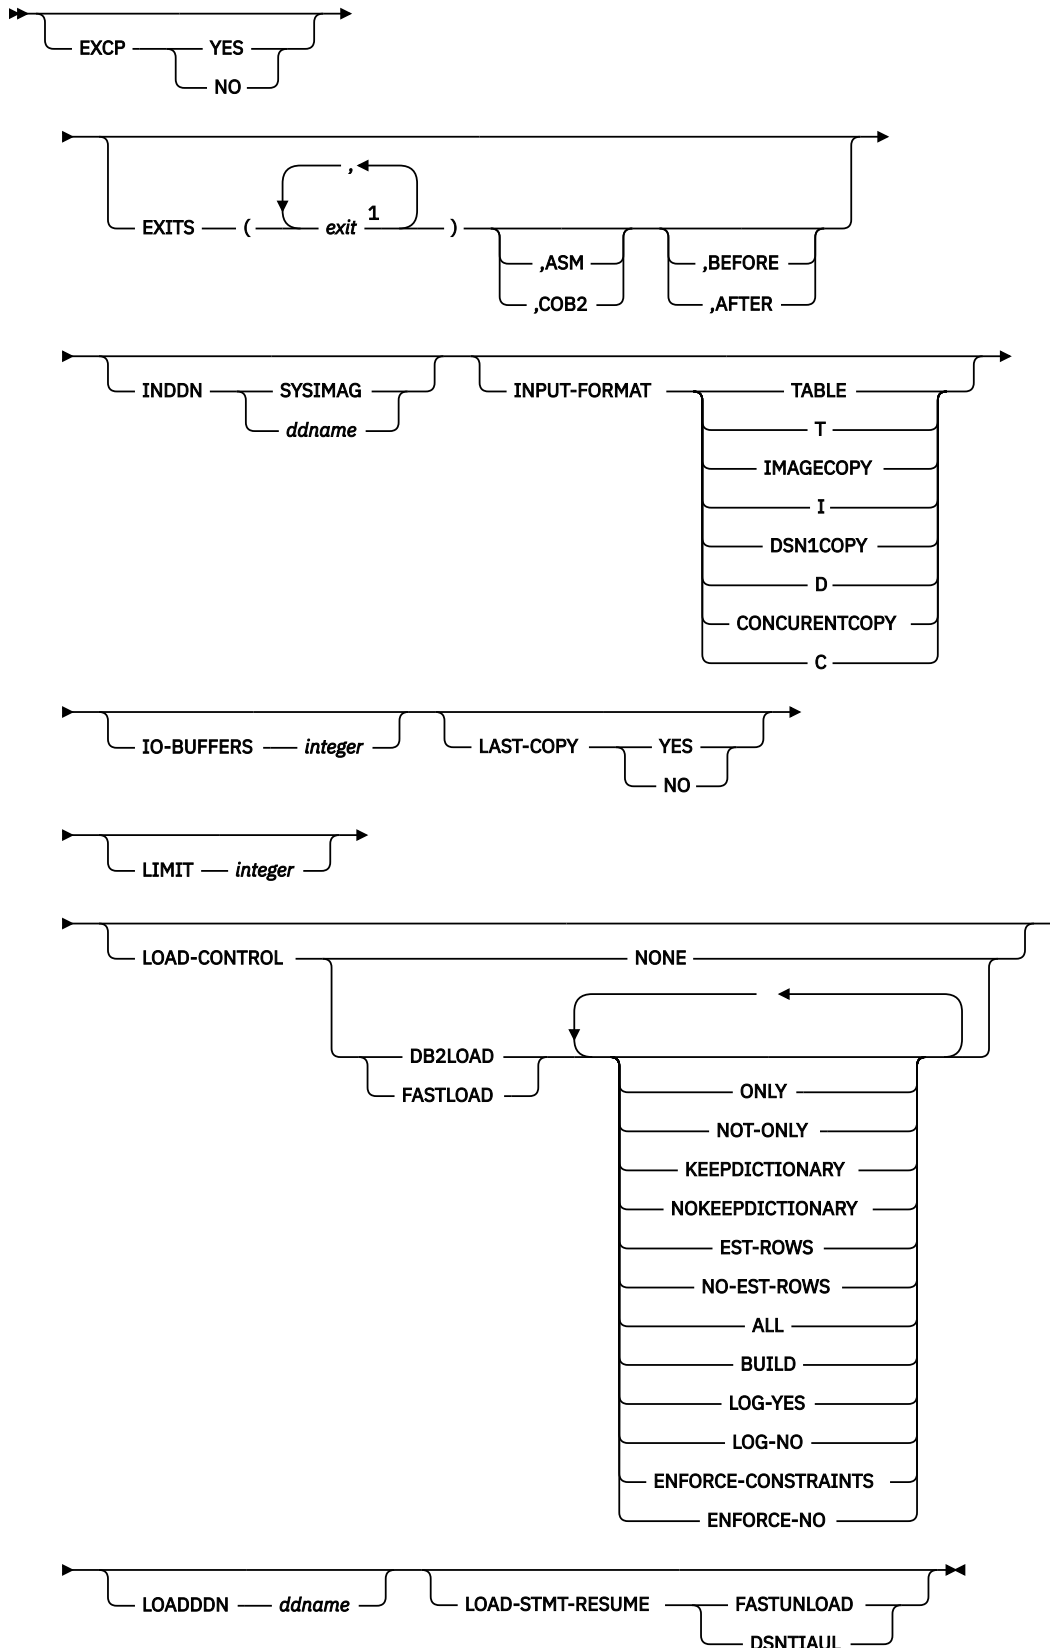 EXCP YES
NO
,
EXITS ( exit 1 )
,ASM ,BEFORE
,COB2 ,AFTER
INDDN SYSIMAG INPUT-FORMAT TABLE
ddname T
IMAGECOPY
I
DSN1COPY
D
CONCURENTCOPY
C
IO-BUFFERS integer LAST-COPY YES
NO
LIMIT integer
LOAD-CONTROL NONE
DB2LOAD
FASTLOAD
ONLY
NOT-ONLY
KEEPDICTIONARY
NOKEEPDICTIONARY
EST-ROWS
NO-EST-ROWS
ALL
BUILD
LOG-YES
LOG-NO
ENFORCE-CONSTRAINTS
ENFORCE-NO
LOADDDN ddname LOAD-STMT-RESUME FASTUNLOAD
DSNTIAUL